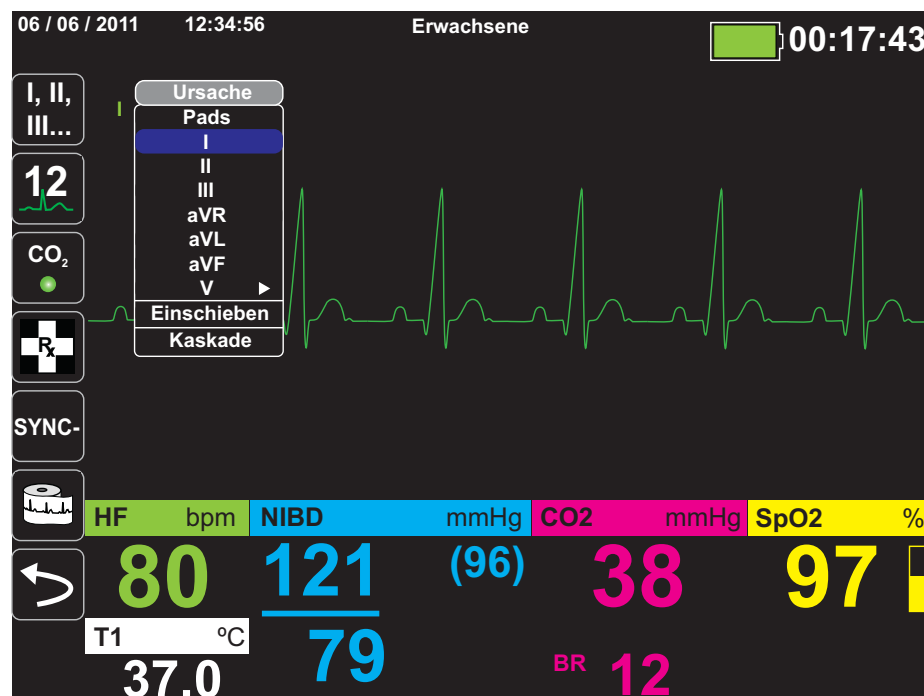 06 / 06 / 2011 12:34:56 Erwachsene 00:17:43
I, II,
III...
I
Ursache
Pads
I
II
III
aVR
aVL
aVF
V
Einschieben
Kaskade
12
CO₂
Rx
SYNC-
HF bpm NIBD mmHg CO2 mmHg SpO2 %
80 121 (96) 38 97
79
T1 ºC
37.0
BR 12